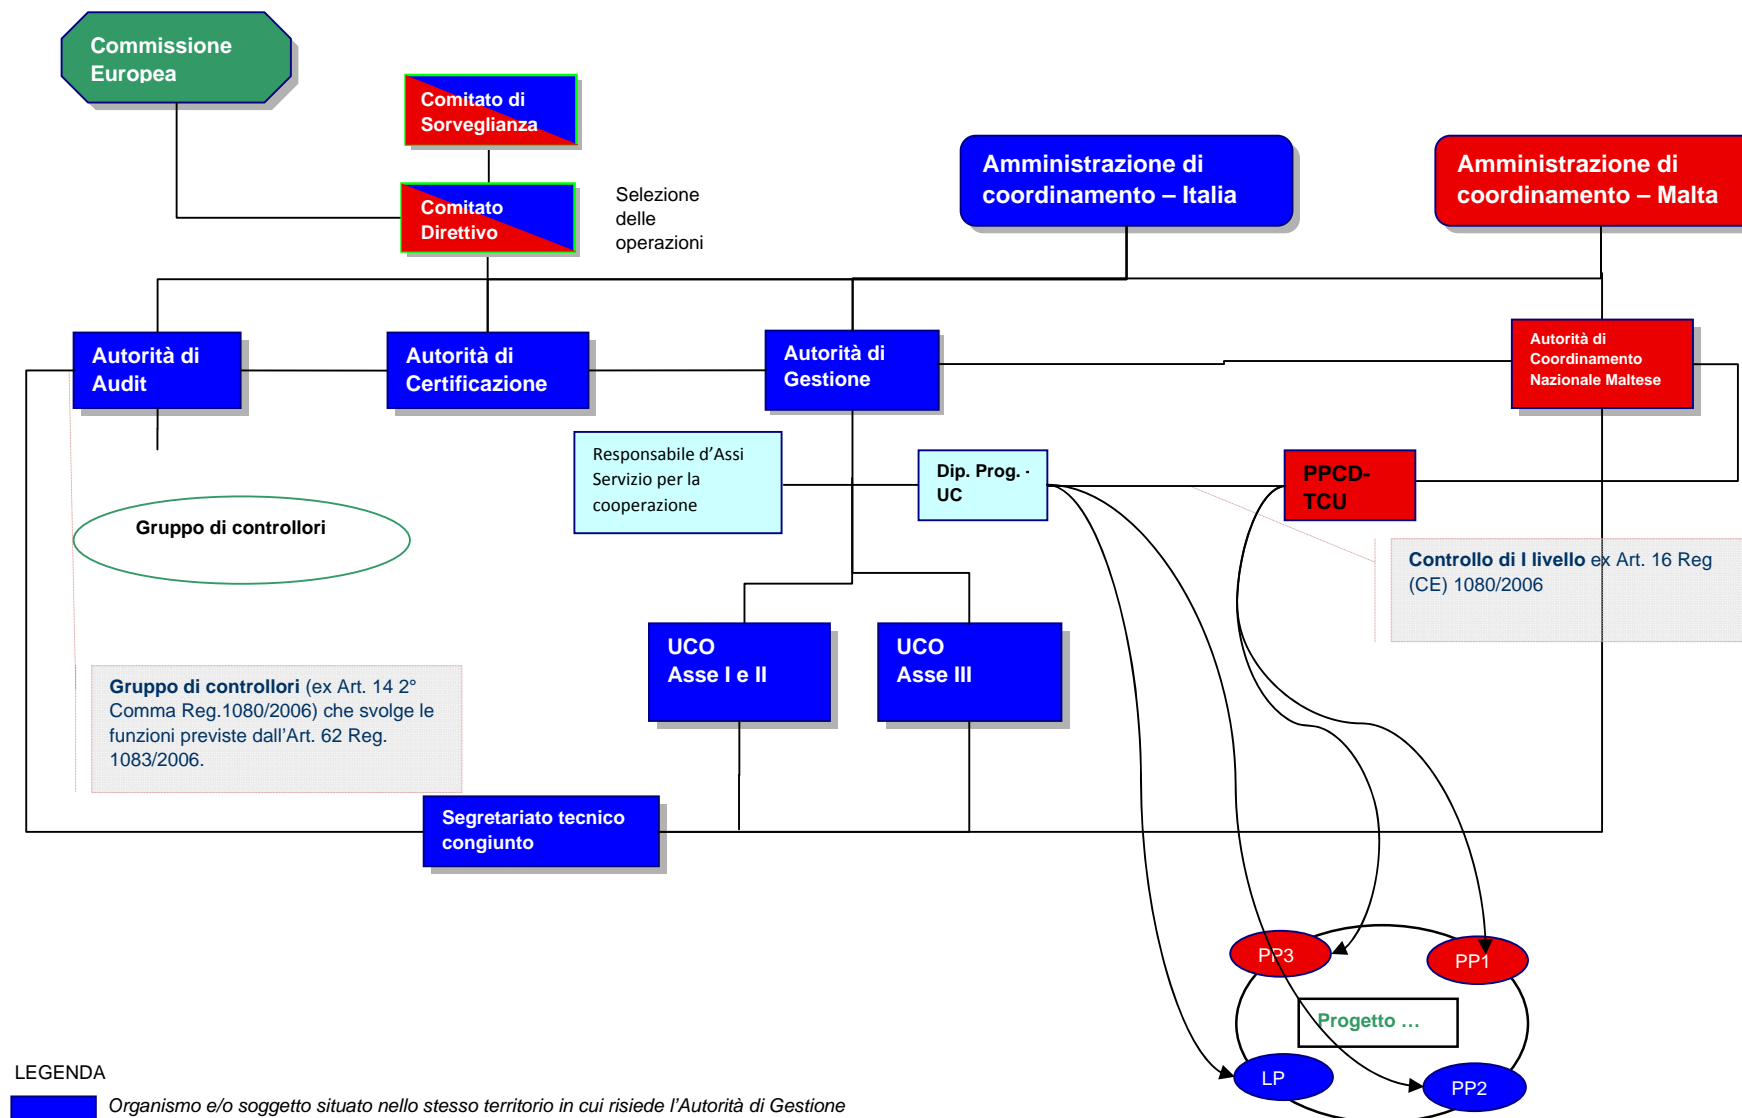 Commissione
Europea
Comitato di
Sorveglianza
Comitato
Direttivo
Selezione
delle
operazioni
Amministrazione di
coordinamento – Italia
Amministrazione di
coordinamento – Malta
Autorità di
Audit
Autorità di
Certificazione
Autorità di
Gestione
Autorità di
Coordinamento
Nazionale Maltese
Responsabile d'Assi
Servizio per la
cooperazione
Dip. Prog. -
UC
PPCD-
TCU
Gruppo di controllori
Controllo di I livello ex Art. 16 Reg
(CE) 1080/2006
UCO
Asse I e II
UCO
Asse III
Gruppo di controllori (ex Art. 14 2°
Comma Reg.1080/2006) che svolge le
funzioni previste dall'Art. 62 Reg.
1083/2006.
Segretariato tecnico
congiunto
PP3
PP1
Progetto …
LP
PP2
LEGENDA
Organismo e/o soggetto situato nello stesso territorio in cui risiede l'Autorità di Gestione